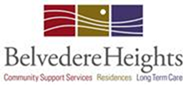 BelvedereHeights
Community Support Services Residences Long Term Care